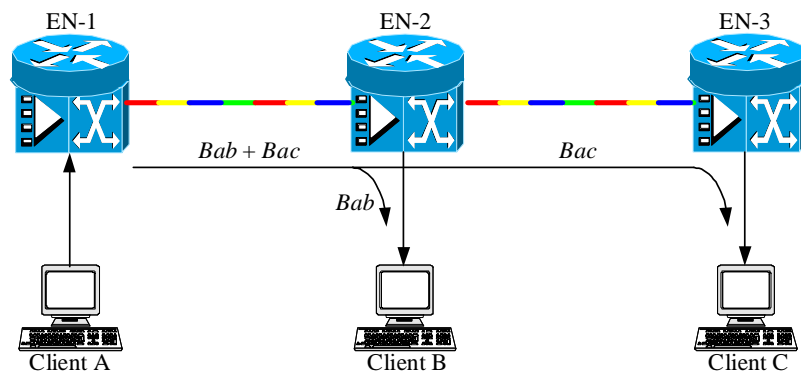 EN-1
EN-2
EN-3
Bab + Bac
Bac
Bab
Client A
Client B
Client C